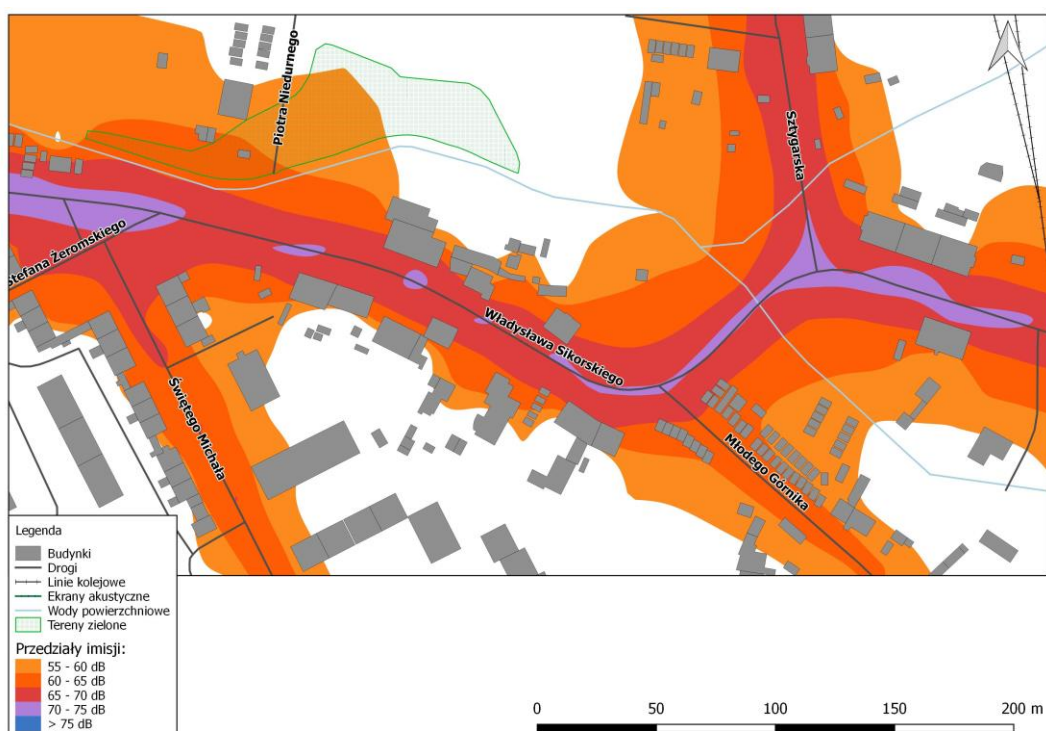 Piotra Niedurnego
Sztygarska
Stefana Żeromskiego
Władysława Sikorskiego
Świętego Michała
Młodego Górnika
Legenda
Budynki
Drogi
Linie kolejowe
Ekrany akustyczne
Wody powierzchniowe
Tereny zielone
Przedziały imisji:
55 - 60 dB
60 - 65 dB
65 - 70 dB
70 - 75 dB
> 75 dB
0 50 100 150 200 m